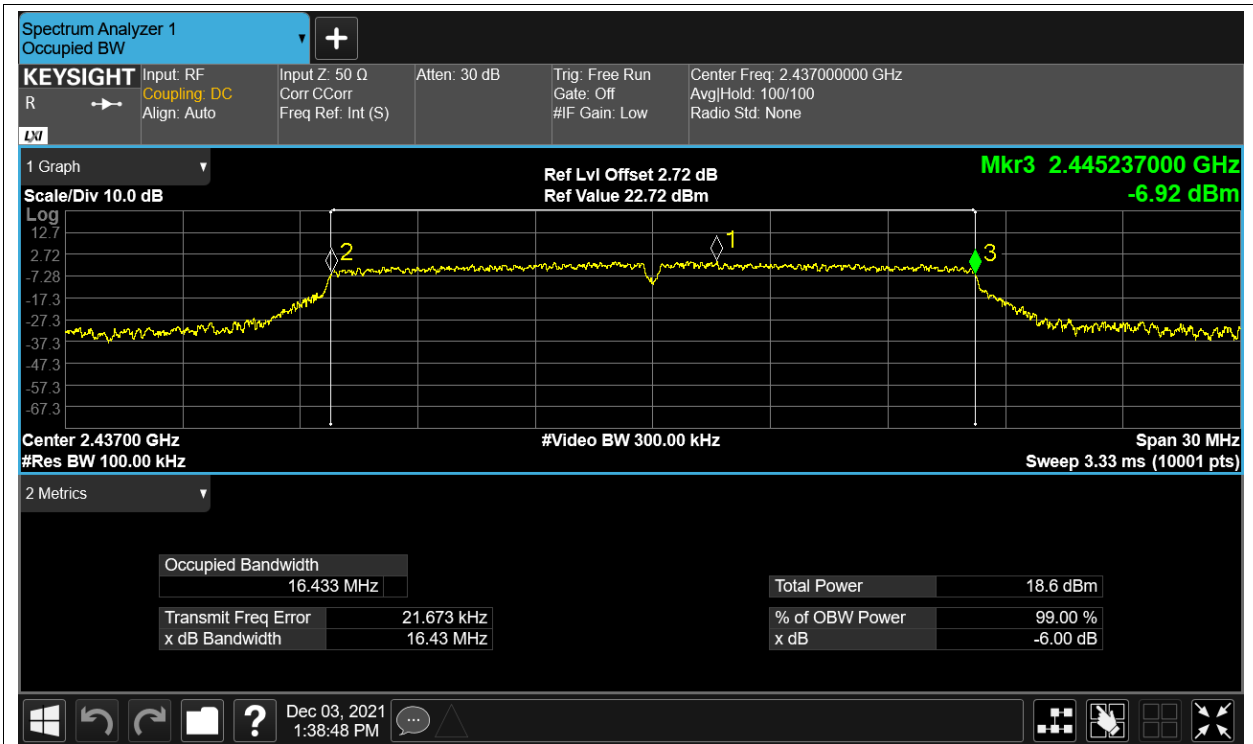 Spectrum Analyzer 1
Occupied BW
KEYSIGHT
R
LXI
Input: RF
Coupling: DC
Align: Auto
Input Z: 50 Ω
Corr CCorr
Freq Ref: Int (S)
Atten: 30 dB
Trig: Free Run
Gate: Off
#IF Gain: Low
Center Freq: 2.437000000 GHz
Avg|Hold: 100/100
Radio Std: None
1 Graph
Scale/Div 10.0 dB
Ref Lvl Offset 2.72 dB
Ref Value 22.72 dBm
Mkr3 2.445237000 GHz
-6.92 dBm
Log
12.7
2.72
-7.28
-17.3
-27.3
-37.3
-47.3
-57.3
-67.3
2
1
3
Center 2.43700 GHz
#Res BW 100.00 kHz
#Video BW 300.00 kHz
Span 30 MHz
Sweep 3.33 ms (10001 pts)
2 Metrics
Occupied Bandwidth
16.433 MHz
Transmit Freq Error 21.673 kHz
x dB Bandwidth 16.43 MHz
Total Power 18.6 dBm
% of OBW Power 99.00 %
x dB -6.00 dB
?
Dec 03, 2021
1:38:48 PM